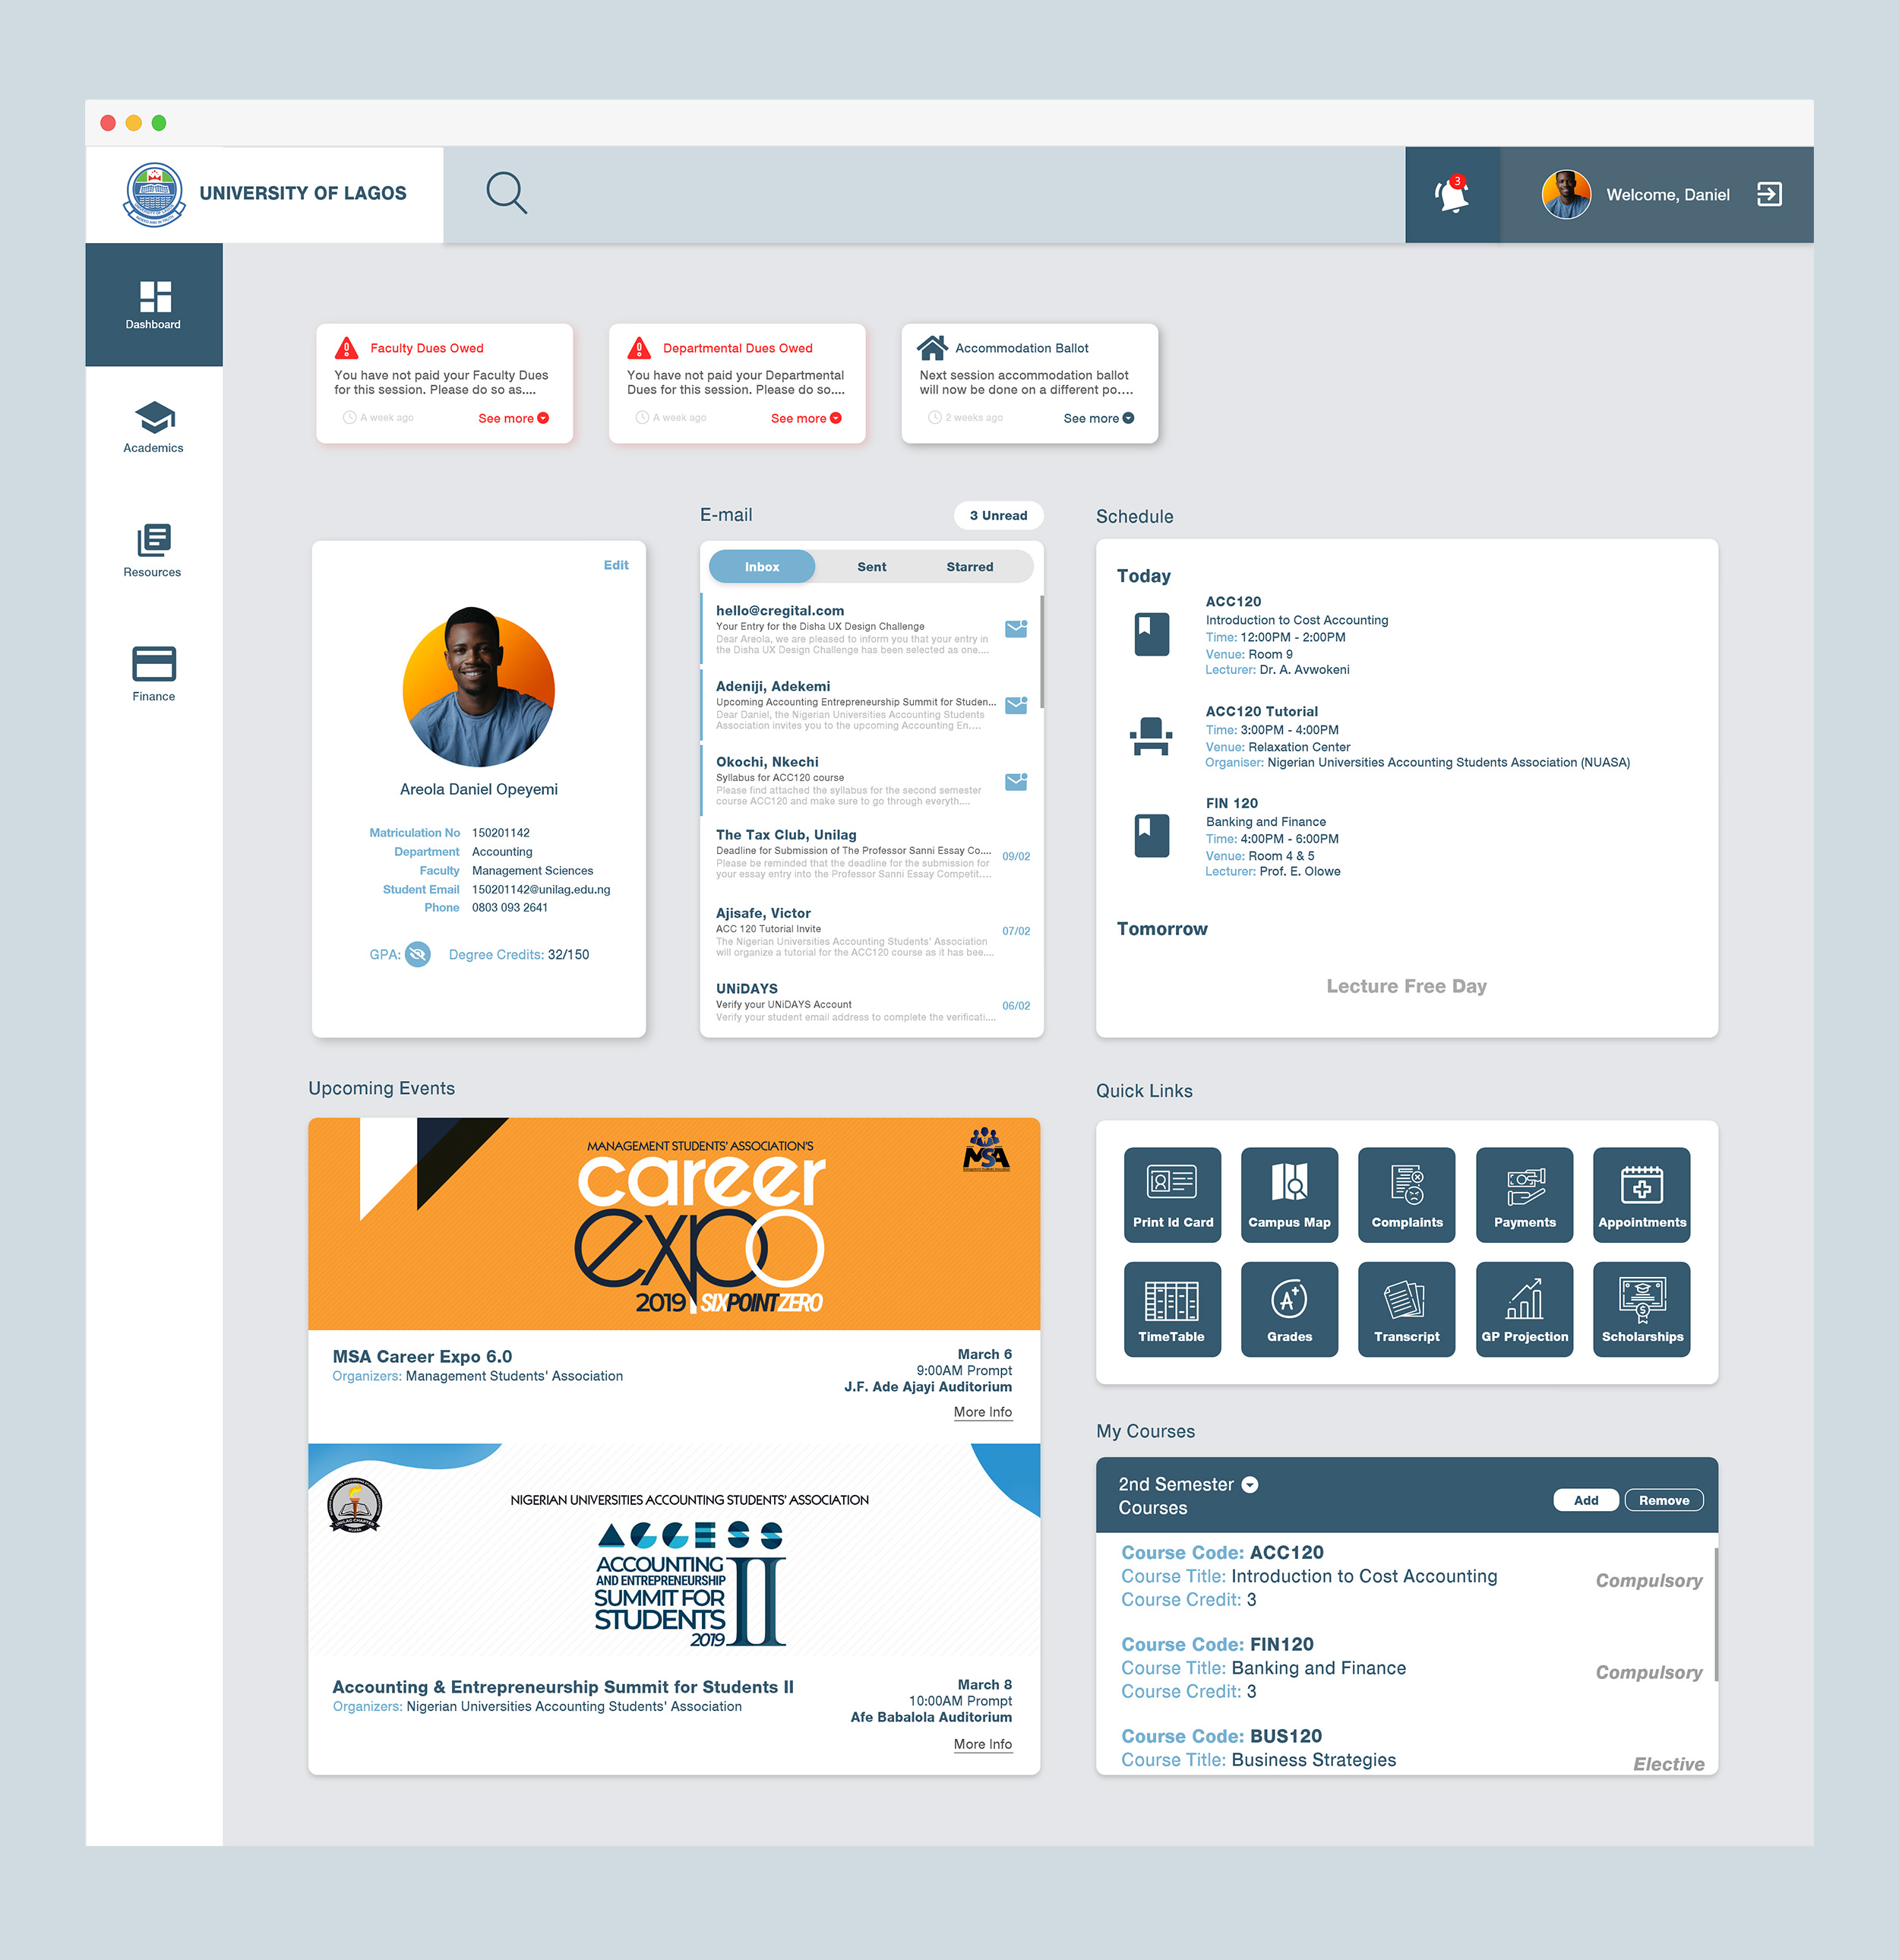 UNIVERSITY OF LAGOS
3
Welcome, Daniel
Dashboard
Academics
Resources
Finance
Faculty Dues Owed
You have not paid your Faculty Dues
for this session. Please do so as....
A week ago
See more
Departmental Dues Owed
You have not paid your Departmental
Dues for this session. Please do so....
A week ago
See more
Accommodation Ballot
Next session accommodation ballot
will now be done on a different po....
2 weeks ago
See more
Edit
Areola Daniel Opeyemi
Matriculation No 150201142
Department Accounting
Faculty Management Sciences
Student Email 150201142@unilag.edu.ng
Phone 0803 093 2641
GPA: Degree Credits: 32/150
E-mail
3 Unread
Inbox Sent Starred
hello@cregital.com
Your Entry for the Disha UX Design Challenge
Dear Areola, we are pleased to inform you that your entry in
the Disha UX Design Challenge has been selected as one....
Adeniji, Adekemi
Upcoming Accounting Entrepreneurship Summit for Studen...
Dear Daniel, the Nigerian Universities Accounting Students
Association invites you to the upcoming Accounting En....
Okochi, Nkechi
Syllabus for ACC120 course
Please find attached the syllabus for the second semester
course ACC120 and make sure to go through everyth....
The Tax Club, Unilag
Deadline for Submission of The Professor Sanni Essay Co....
09/02
Please be reminded that the deadline for the submission for
your essay entry into the Professor Sanni Essay Competit....
Ajisafe, Victor
ACC 120 Tutorial Invite
07/02
The Nigerian Universities Accounting Students' Association
will organize a tutorial for the ACC120 course as it has bee....
UNiDAYS
Verify your UNiDAYS Account
06/02
Verify your student email address to complete the verificati....
Schedule
Today
ACC120
Introduction to Cost Accounting
Time: 12:00PM - 2:00PM
Venue: Room 9
Lecturer: Dr. A. Avwokeni
ACC120 Tutorial
Time: 3:00PM - 4:00PM
Venue: Relaxation Center
Organiser: Nigerian Universities Accounting Students Association (NUASA)
FIN 120
Banking and Finance
Time: 4:00PM - 6:00PM
Venue: Room 4 & 5
Lecturer: Prof. E. Olowe
Tomorrow
Lecture Free Day
Upcoming Events
MANAGEMENT STUDENTS' ASSOCIATION'S
career
expo
2019 SIXPOINTZERO
MSA
MSA Career Expo 6.0
Organizers: Management Students' Association
March 6
9:00AM Prompt
J.F. Ade Ajayi Auditorium
More Info
NIGERIAN UNIVERSITIES ACCOUNTING STUDENTS' ASSOCIATION
ACCESS
ACCOUNTING
AND ENTREPRENEURSHIP
SUMMIT FOR
STUDENTS
2019
II
Accounting & Entrepreneurship Summit for Students II
Organizers: Nigerian Universities Accounting Students' Association
March 8
10:00AM Prompt
Afe Babalola Auditorium
More Info
Quick Links
Print Id Card
Campus Map
Complaints
Payments
Appointments
TimeTable
Grades
Transcript
GP Projection
Scholarships
A+
My Courses
2nd Semester
Courses
Add
Remove
Course Code: ACC120
Course Title: Introduction to Cost Accounting
Course Credit: 3
Compulsory
Course Code: FIN120
Course Title: Banking and Finance
Course Credit: 3
Compulsory
Course Code: BUS120
Course Title: Business Strategies
Elective